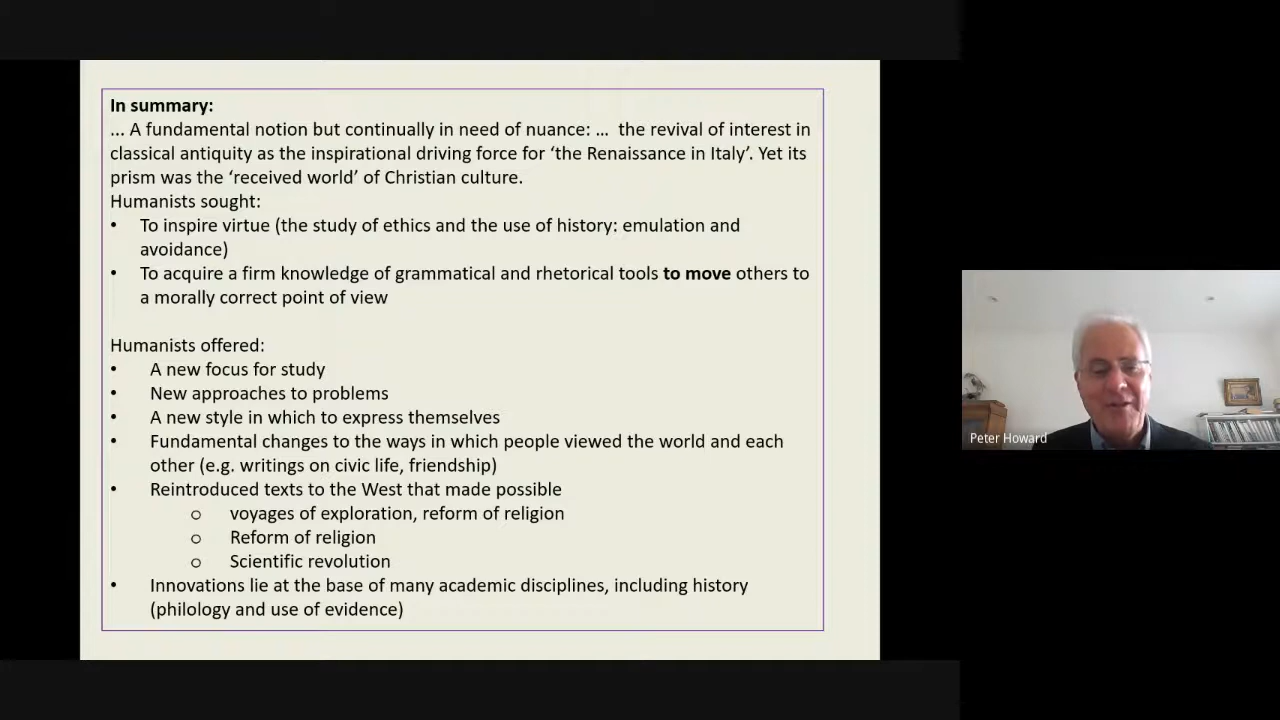 In summary:
... A fundamental notion but continually in need of nuance: ... the revival of interest in
classical antiquity as the inspirational driving force for ‘the Renaissance in Italy’. Yet its
prism was the ‘received world’ of Christian culture.
Humanists sought:
• To inspire virtue (the study of ethics and the use of history: emulation and
avoidance)
• To acquire a firm knowledge of grammatical and rhetorical tools to move others to
a morally correct point of view
Humanists offered:
• A new focus for study
• New approaches to problems
• A new style in which to express themselves
• Fundamental changes to the ways in which people viewed the world and each
other (e.g. writings on civic life, friendship)
• Reintroduced texts to the West that made possible
o voyages of exploration, reform of religion
o Reform of religion
o Scientific revolution
• Innovations lie at the base of many academic disciplines, including history
(philology and use of evidence)
Peter Howard